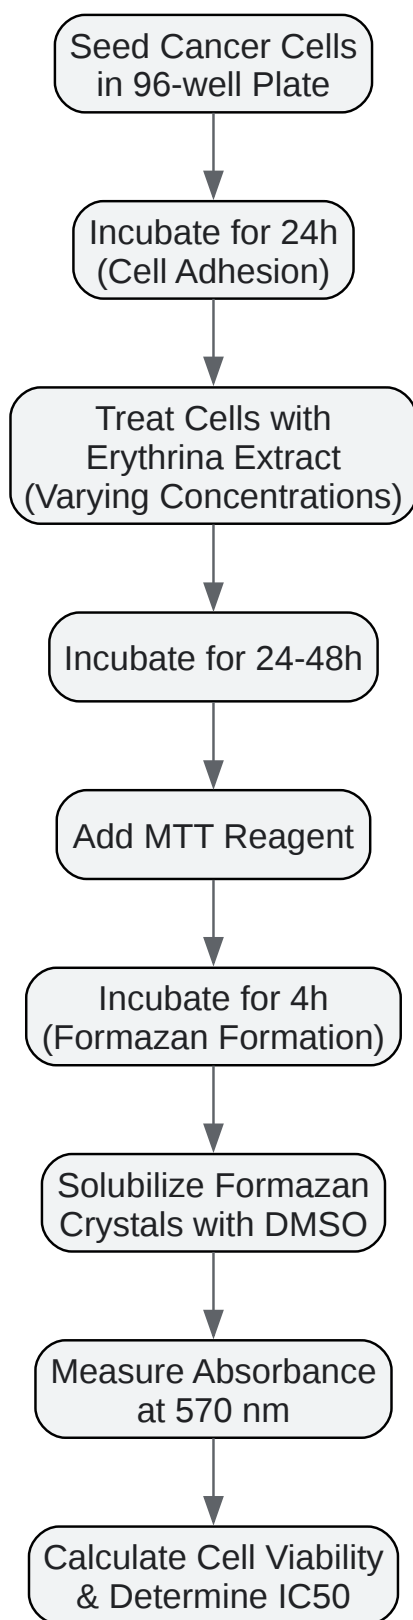 Seed Cancer Cells
in 96-well Plate
Incubate for 24h
(Cell Adhesion)
Treat Cells with
Erythrina Extract
(Varying Concentrations)
Incubate for 24-48h
Add MTT Reagent
Incubate for 4h
(Formazan Formation)
Solubilize Formazan
Crystals with DMSO
Measure Absorbance
at 570 nm
Calculate Cell Viability
& Determine IC50